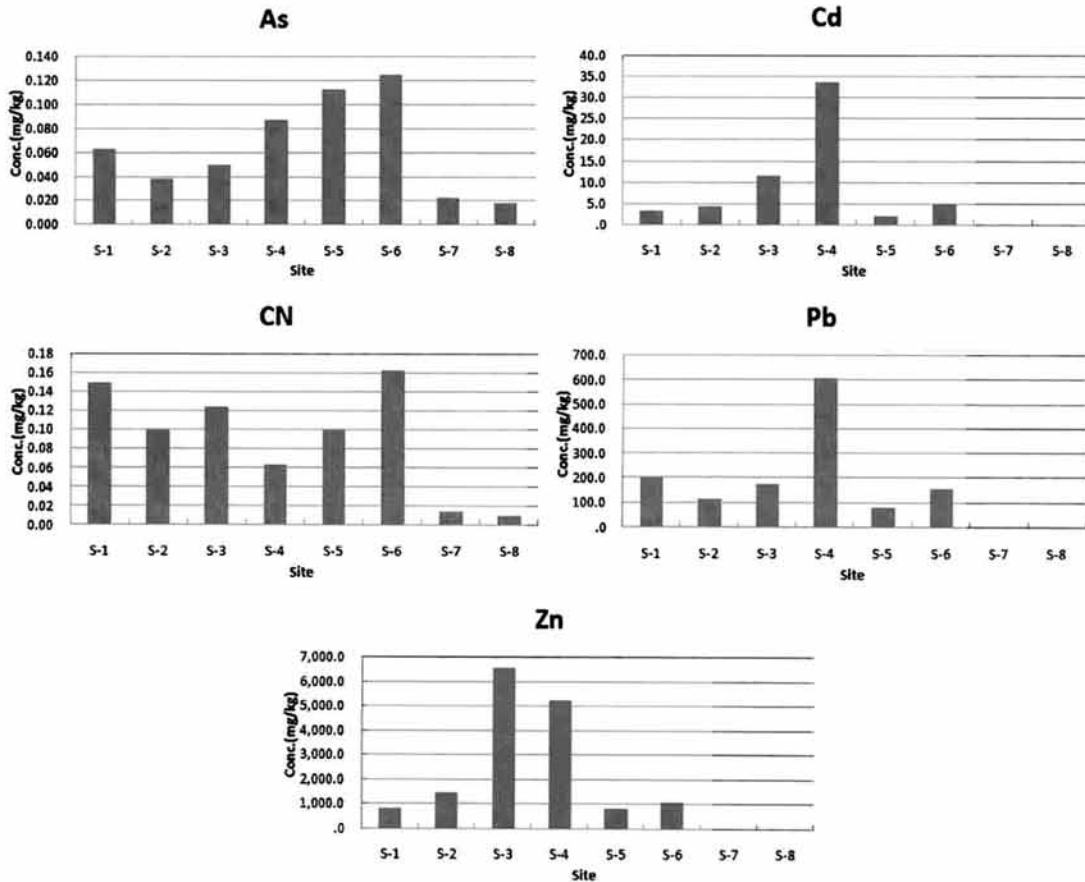 As
Conc.(mg/kg)
0.140
0.120
0.100
0.080
0.060
0.040
0.020
0.000
S-1 S-2 S-3 S-4 S-5 S-6 S-7 S-8
Site
Cd
Conc.(mg/kg)
40.0
35.0
30.0
25.0
20.0
15.0
10.0
5.0
.0
S-1 S-2 S-3 S-4 S-5 S-6 S-7 S-8
Site
CN
Conc.(mg/kg)
0.18
0.16
0.14
0.12
0.10
0.08
0.06
0.04
0.02
0.00
S-1 S-2 S-3 S-4 S-5 S-6 S-7 S-8
Site
Pb
Conc.(mg/kg)
700.0
600.0
500.0
400.0
300.0
200.0
100.0
.0
S-1 S-2 S-3 S-4 S-5 S-6 S-7 S-8
Site
Zn
Conc.(mg/kg)
7,000.0
6,000.0
5,000.0
4,000.0
3,000.0
2,000.0
1,000.0
.0
S-1 S-2 S-3 S-4 S-5 S-6 S-7 S-8
Site